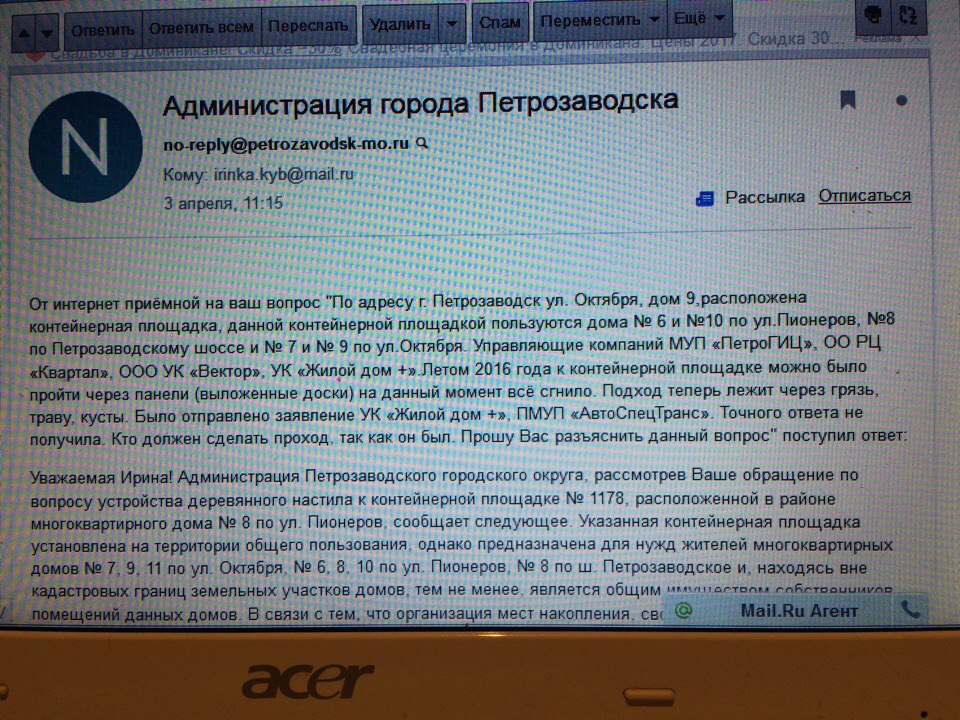 Ответить Ответить всем Переслать Удалить Спам Переместить Ещё
Свадьба в Доминикане! Скидка -30% Свадебная церемония в Доминикана. Цены 2017. Скидка 30...
N
Администрация города Петрозаводска
no-reply@petrozavodsk-mo.ru
Кому: irinka.kyb@mail.ru
3 апреля, 11:15
Рассылка Отписаться
От интернет приёмной на ваш вопрос "По адресу г. Петрозаводск ул. Октября, дом 9,расположена
контейнерная площадка, данной контейнерной площадкой пользуются дома № 6 и №10 по ул.Пионеров, №8
по Петрозаводскому шоссе и № 7 и № 9 по ул.Октября. Управляющие компаний МУП «ПетроГИЦ», ОО РЦ
«Квартал», ООО УК «Вектор», УК «Жилой дом +».Летом 2016 года к контейнерной площадке можно было
пройти через панели (выложенные доски) на данный момент всё сгнило. Подход теперь лежит через грязь,
траву, кусты. Было отправлено заявление УК «Жилой дом +», ПМУП «АвтоСпецТранс». Точного ответа не
получила. Кто должен сделать проход, так как он был. Прошу Вас разъяснить данный вопрос" поступил ответ:
Уважаемая Ирина! Администрация Петрозаводского городского округа, рассмотрев Ваше обращение по
вопросу устройства деревянного настила к контейнерной площадке № 1178, расположенной в районе
многоквартирного дома № 8 по ул. Пионеров, сообщает следующее. Указанная контейнерная площадка
установлена на территории общего пользования, однако предназначена для нужд жителей многоквартирных
домов № 7, 9, 11 по ул. Октября, № 6, 8, 10 по ул. Пионеров, № 8 по ш. Петрозаводское и, находясь вне
кадастровых границ земельных участков домов, тем не менее, является общим имуществом собственников
помещений данных домов. В связи с тем, что организация мест накопления,
Mail.Ru Агент
acer